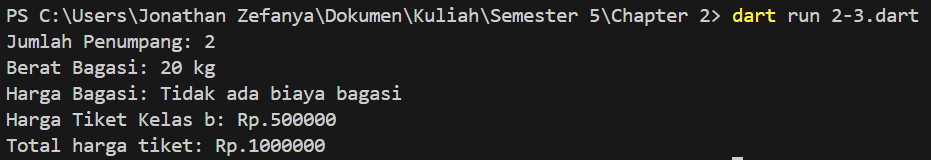 PS C:\Users\Jonathan Zefanya\Dokumen\Kuliah\Semester 5\Chapter 2> dart run 2-3.dart
Jumlah Penumpang: 2
Berat Bagasi: 20 kg
Harga Bagasi: Tidak ada biaya bagasi
Harga Tiket Kelas b: Rp.500000
Total harga tiket: Rp.1000000